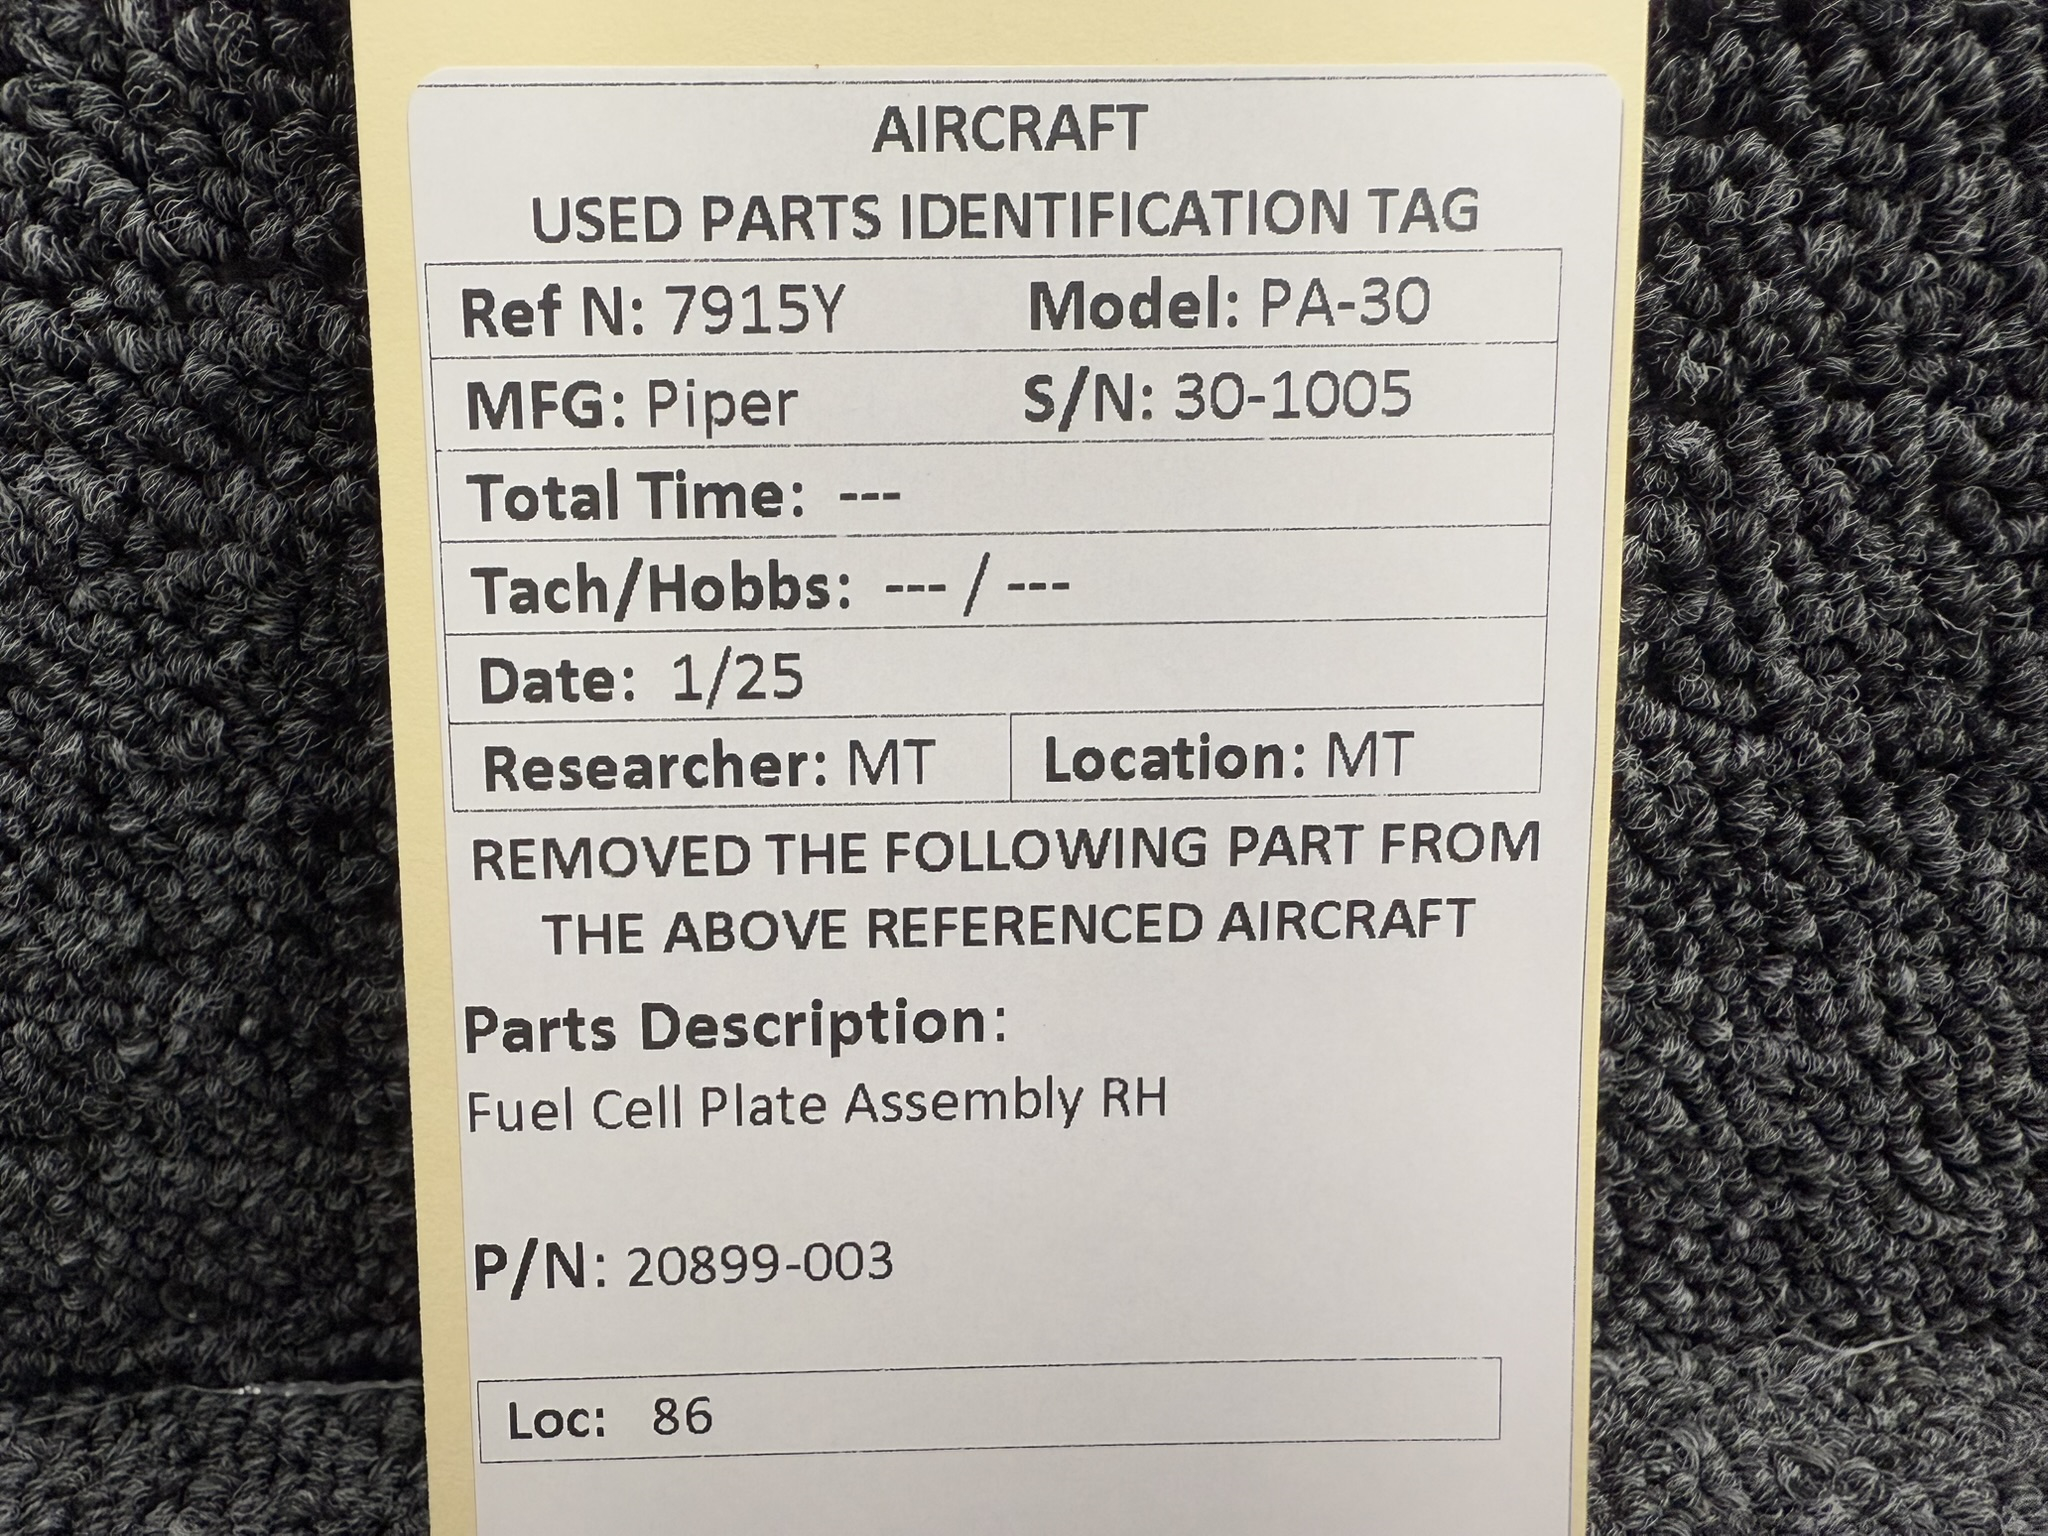 AIRCRAFT
USED PARTS IDENTIFICATION TAG
Ref N: 7915Y Model: PA-30
MFG: Piper S/N: 30-1005
Total Time: ---
Tach/Hobbs: --- / ---
Date: 1/25
Researcher: MT Location: MT
REMOVED THE FOLLOWING PART FROM
THE ABOVE REFERENCED AIRCRAFT
Parts Description:
Fuel Cell Plate Assembly RH
P/N: 20899-003
Loc: 86